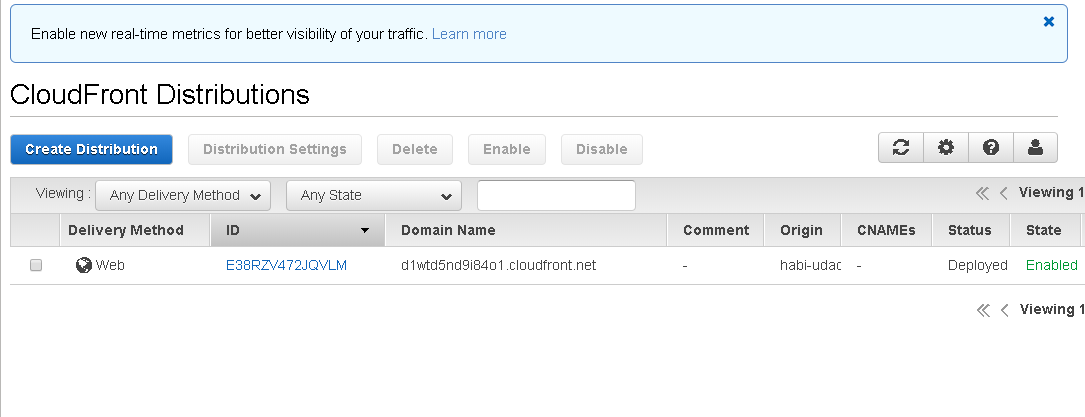 Enable new real-time metrics for better visibility of your traffic. Learn more
CloudFront Distributions
Create Distribution Distribution Settings Delete Enable Disable
Viewing : Any Delivery Method Any State Viewing 1
Delivery Method ID Domain Name Comment Origin CNAMEs Status State
Web E38RZV472JQVLM d1wtd5nd9i84o1.cloudfront.net - habi-udac - Deployed Enabled
Viewing 1